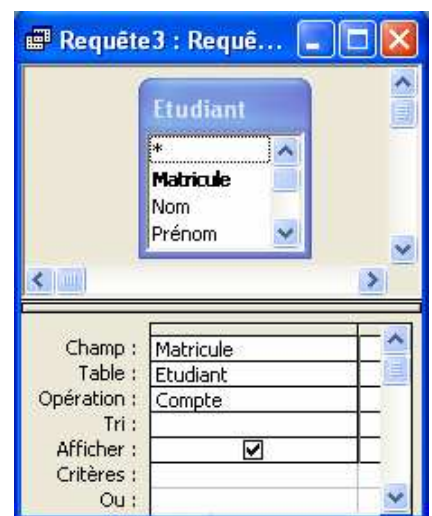 Requête3 : Requê...
Etudiant
*
Matricule
Nom
Prénom
Champ : Matricule
Table : Etudiant
Opération : Compte
Tri :
Afficher :
Critères :
Ou :